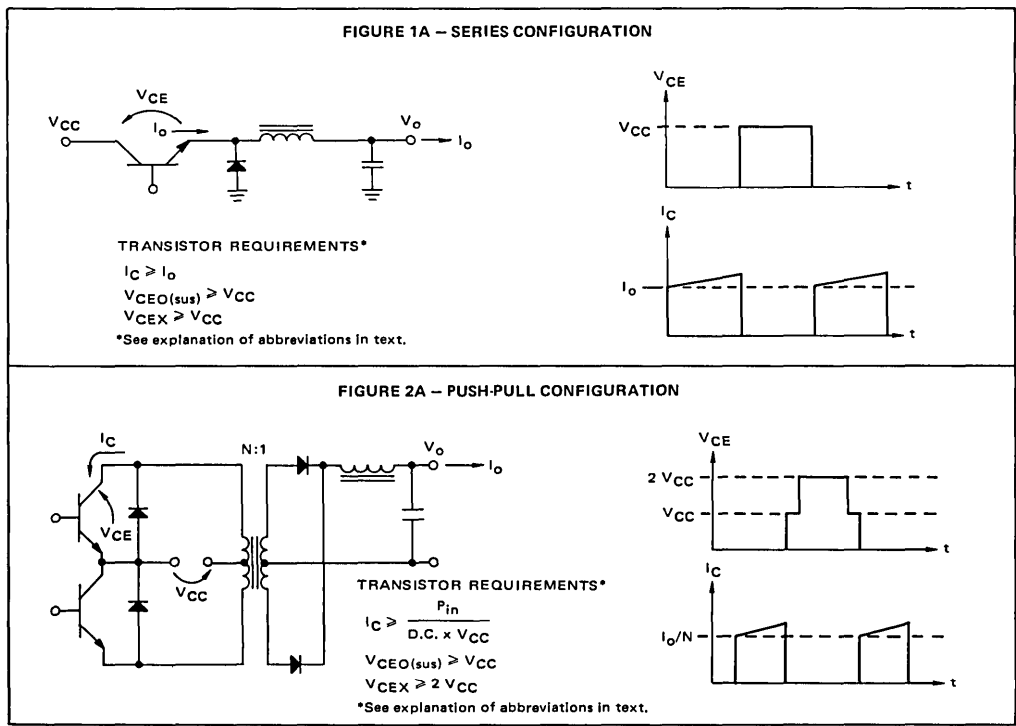 FIGURE 1A – SERIES CONFIGURATION
VCE
VCC
Io
Vo
Io
TRANSISTOR REQUIREMENTS*
IC ⩾ Io
VCEO(sus) ⩾ VCC
VCEX ⩾ VCC
*See explanation of abbreviations in text.
VCE
VCC
t
IC
Io
t
FIGURE 2A – PUSH-PULL CONFIGURATION
IC
N:1
Vo
Io
VCE
VCC
TRANSISTOR REQUIREMENTS*
IC ⩾ Pin / D.C. x VCC
VCEO(sus) ⩾ VCC
VCEX ⩾ 2 VCC
*See explanation of abbreviations in text.
VCE
2 VCC
VCC
t
IC
Io/N
t